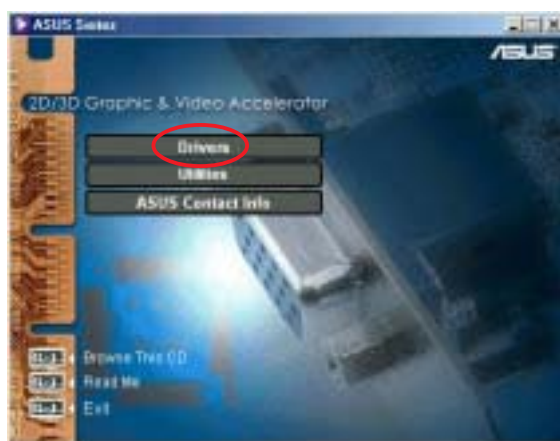 ASUS Series
ASUS
2D/3D Graphic & Video Accelerator
Drivers
Utilities
ASUS Contact Info
Browse This CD
Read Me
Exit